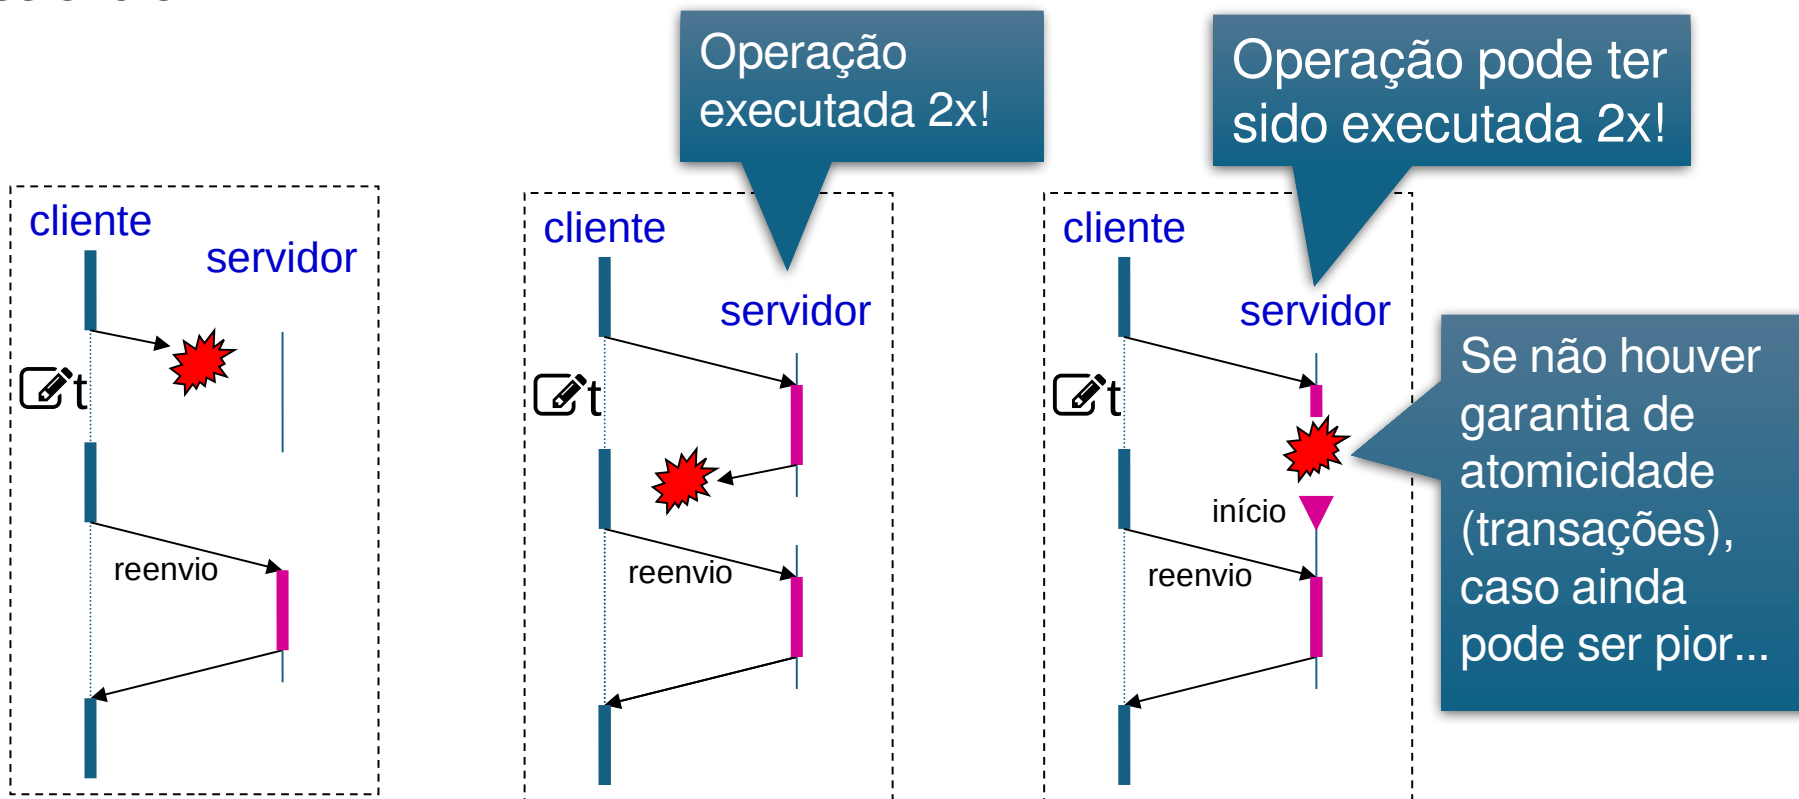 Operação
executada 2x!
Operação pode ter
sido executada 2x!
cliente
servidor
t
reenvio
cliente
servidor
t
reenvio
cliente
servidor
t
início
reenvio
Se não houver
garantia de
atomicidade
(transações),
caso ainda
pode ser pior...